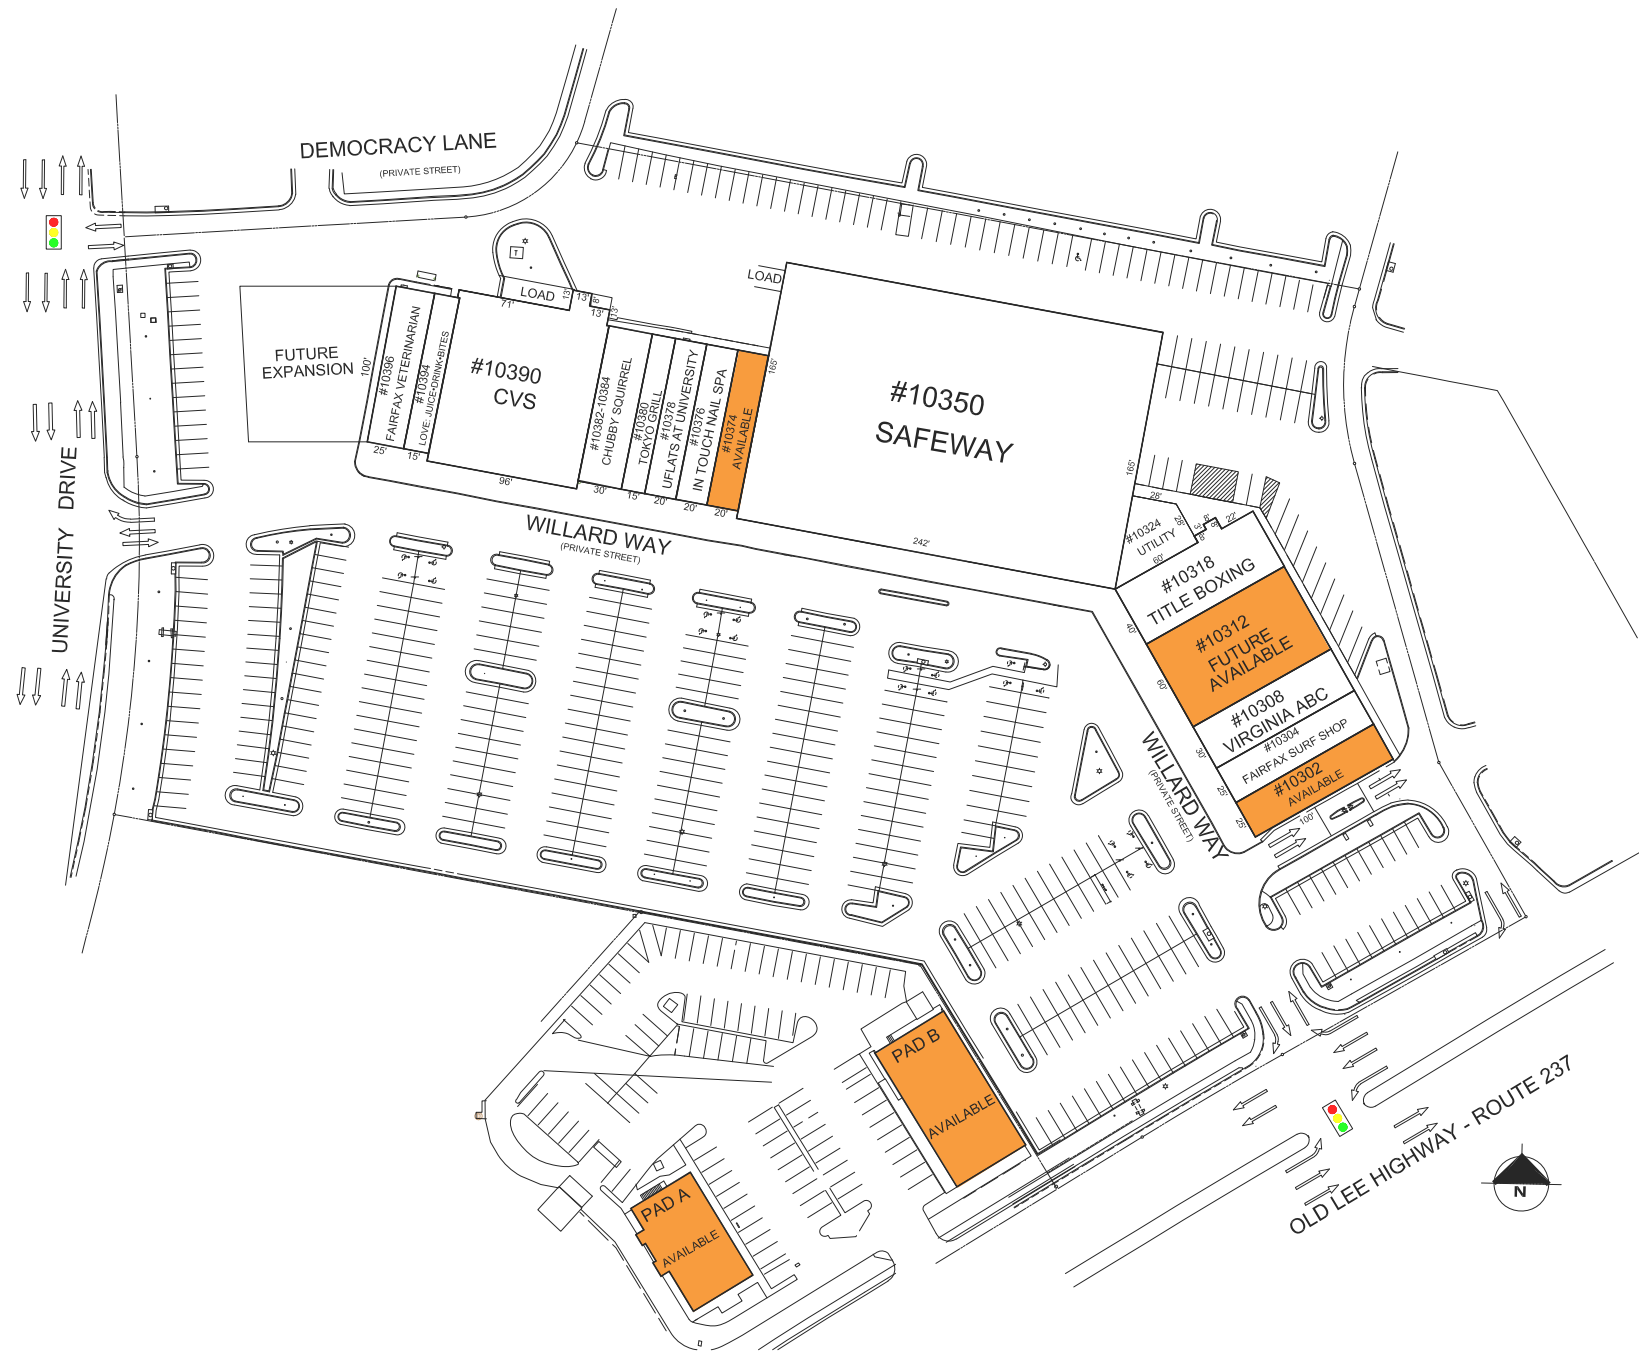 DEMOCRACY LANE
(PRIVATE STREET)
UNIVERSITY DRIVE
FUTURE
EXPANSION
100'
#10396
FAIRFAX VETERINARIAN
25'
#10394
LOVE: JUICE•DRINK•BITES
15'
T
LOAD
71'
13'
13'
8'
13'
13'
#10390
CVS
96'
#10382-10384
CHUBBY SQUIRREL
30'
#10380
TOKYO GRILL
15'
#10378
UFLATS AT UNIVERSITY
20'
#10376
IN TOUCH NAIL SPA
20'
#10374
AVAILABLE
20'
LOAD
165'
#10350
SAFEWAY
165'
242'
WILLARD WAY
(PRIVATE STREET)
28'
#10324
UTILITY
60'
22'
#10318
TITLE BOXING
40'
#10312
FUTURE
AVAILABLE
60'
#10308
VIRGINIA ABC
30'
#10304
FAIRFAX SURF SHOP
25'
#10302
AVAILABLE
25'
100'
WILLARD WAY
(PRIVATE STREET)
PAD B
AVAILABLE
PAD A
AVAILABLE
OLD LEE HIGHWAY - ROUTE 237
N